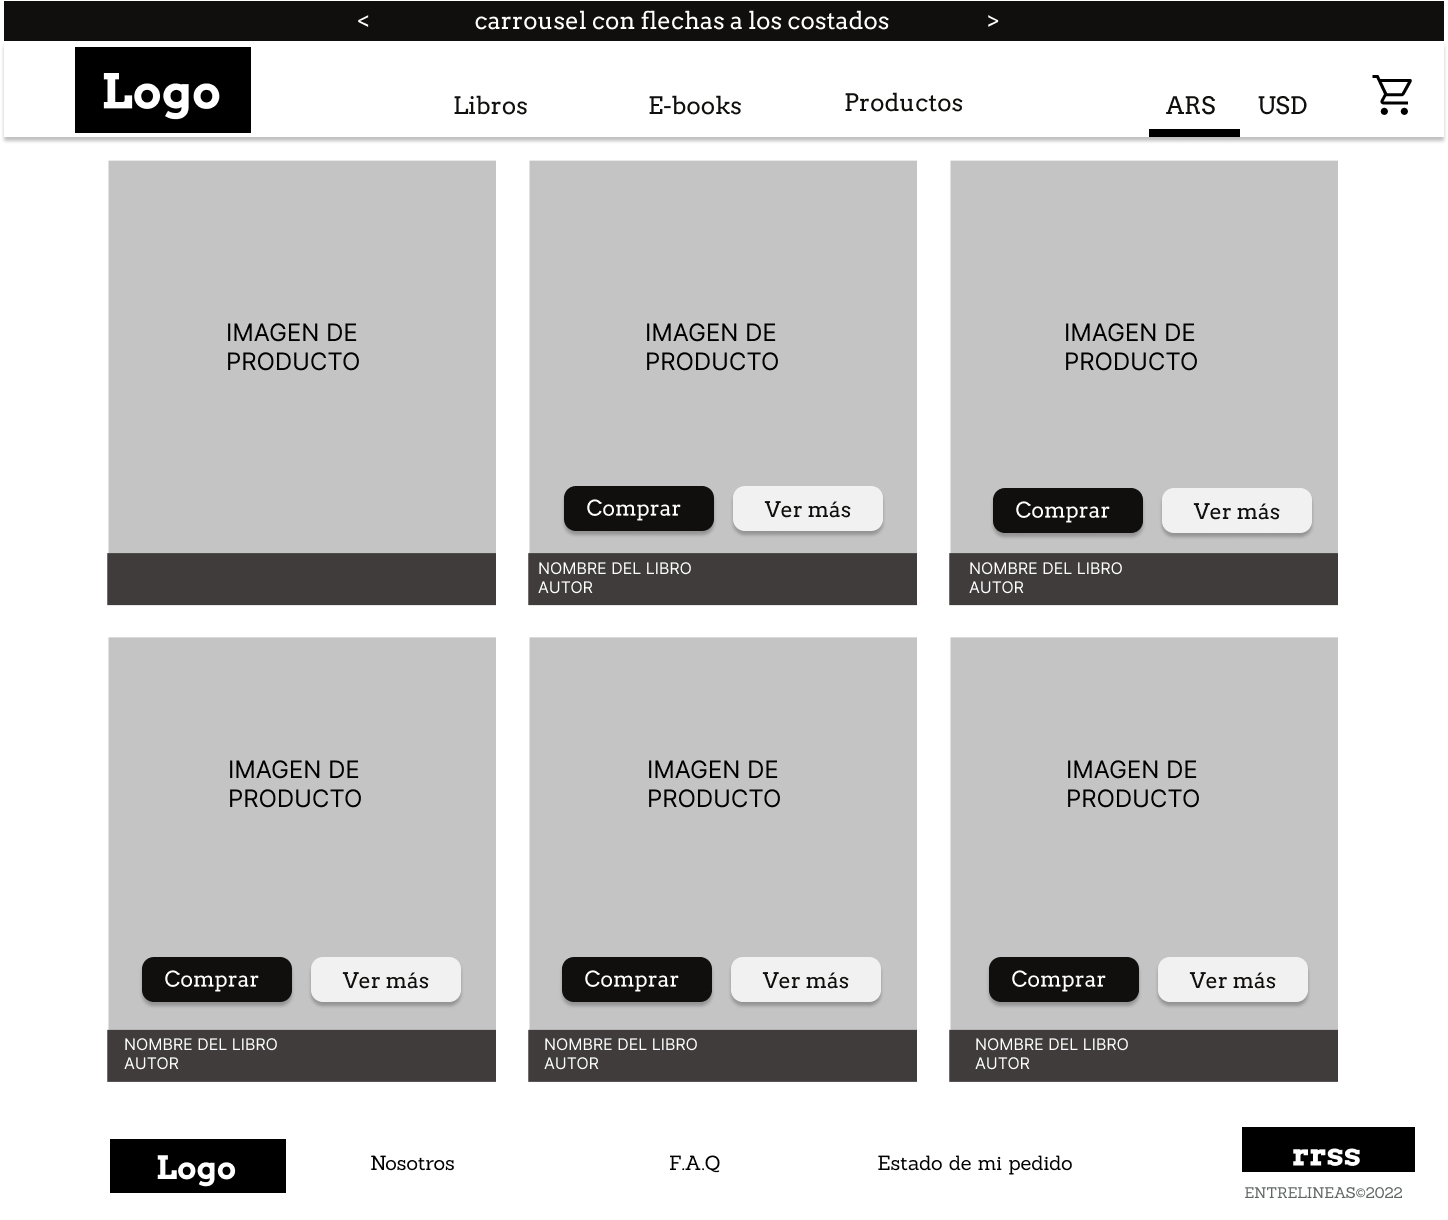 < carrousel con flechas a los costados >
Logo
Libros
E-books
Productos
ARS
USD
IMAGEN DE
PRODUCTO
IMAGEN DE
PRODUCTO
Comprar
Ver más
NOMBRE DEL LIBRO
AUTOR
IMAGEN DE
PRODUCTO
Comprar
Ver más
NOMBRE DEL LIBRO
AUTOR
IMAGEN DE
PRODUCTO
Comprar
Ver más
NOMBRE DEL LIBRO
AUTOR
IMAGEN DE
PRODUCTO
Comprar
Ver más
NOMBRE DEL LIBRO
AUTOR
IMAGEN DE
PRODUCTO
Comprar
Ver más
NOMBRE DEL LIBRO
AUTOR
Logo
Nosotros
F.A.Q
Estado de mi pedido
rrss
ENTRELINEAS©2022